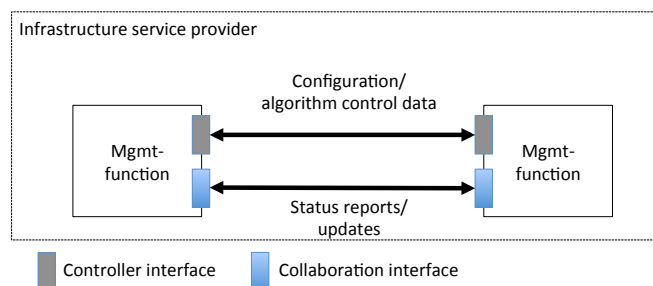 Infrastructure service provider
Configuration/
algorithm control data
Mgmt-
function
Mgmt-
function
Status reports/
updates
Controller interface
Collaboration interface